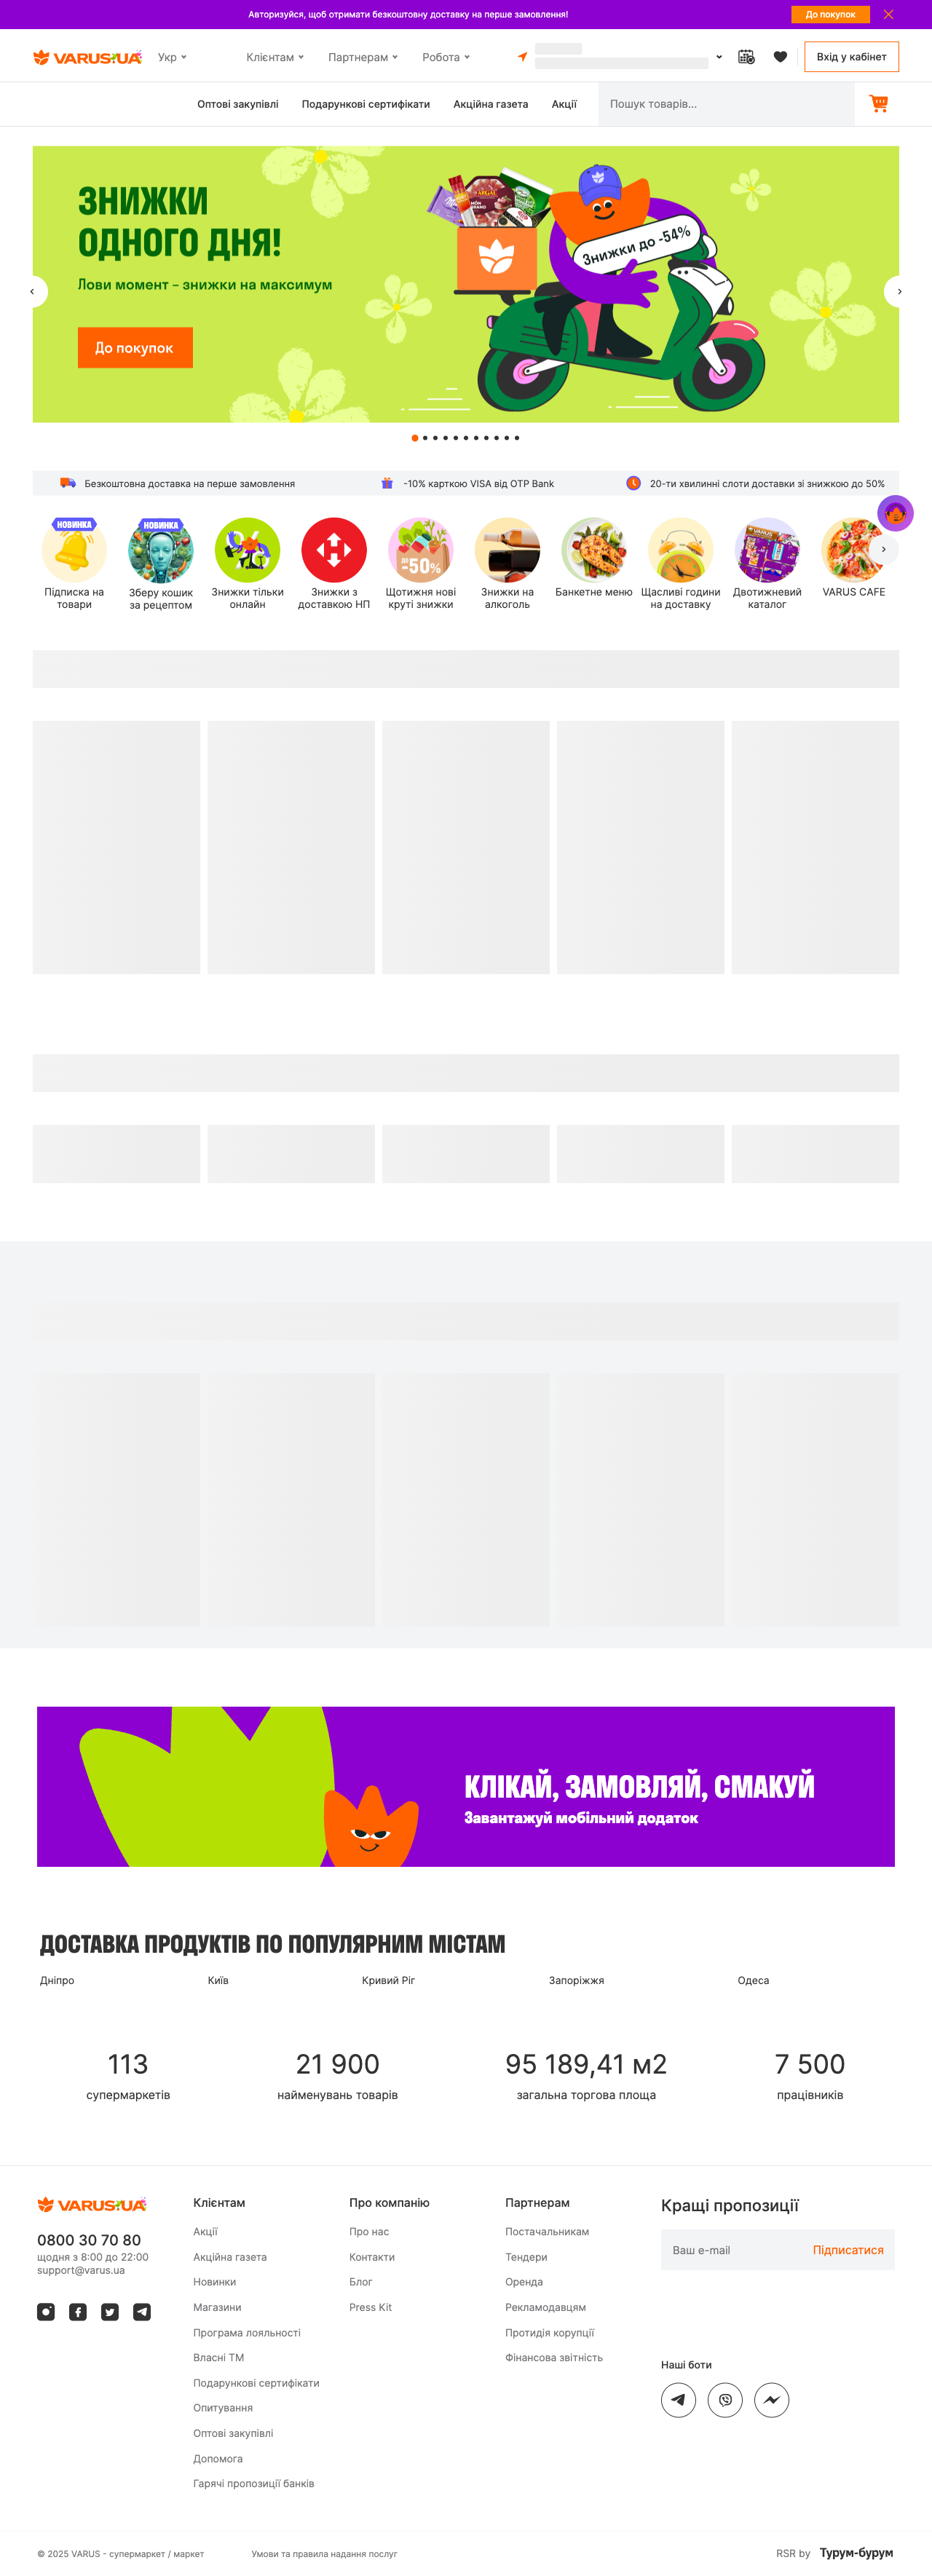 Авторизуйся, щоб отримати безкоштовну доставку на перше замовлення!
До покупок
VARUS.UA
Укр
Клієнтам
Партнерам
Робота
Вхід у кабінет
Оптові закупівлі
Подарункові сертифікати
Акційна газета
Акції
Пошук товарів...
ЗНИЖКИ
ОДНОГО ДНЯ!
Лови момент – знижки на максимум
До покупок
Знижки до -54%
Безкоштовна доставка на перше замовлення
-10% карткою VISA від OTP Bank
20-ти хвилинні слоти доставки зі знижкою до 50%
НОВИНКА
Підписка на
товари
НОВИНКА
Зберу кошик
за рецептом
Знижки тільки
онлайн
Знижки з
доставкою НП
ДО
-50%
Щотижня нові
круті знижки
Знижки на
алкоголь
Банкетне меню
Щасливі години
на доставку
Двотижневий
каталог
VARUS CAFE
КЛІКАЙ, ЗАМОВЛЯЙ, СМАКУЙ
Завантажуй мобільний додаток
ДОСТАВКА ПРОДУКТІВ ПО ПОПУЛЯРНИМ МІСТАМ
Дніпро
Київ
Кривий Ріг
Запоріжжя
Одеса
113
супермаркетів
21 900
найменувань товарів
95 189,41 м2
загальна торгова площа
7 500
працівників
VARUS.UA
0800 30 70 80
щодня з 8:00 до 22:00
support@varus.ua
Клієнтам
Акції
Акційна газета
Новинки
Магазини
Програма лояльності
Власні ТМ
Подарункові сертифікати
Опитування
Оптові закупівлі
Допомога
Гарячі пропозиції банків
Про компанію
Про нас
Контакти
Блог
Press Kit
Партнерам
Постачальникам
Тендери
Оренда
Рекламодавцям
Протидія корупції
Фінансова звітність
Кращі пропозиції
Ваш e-mail
Підписатися
Наші боти
© 2025 VARUS - супермаркет / маркет
Умови та правила надання послуг
RSR by
Турум-бурум